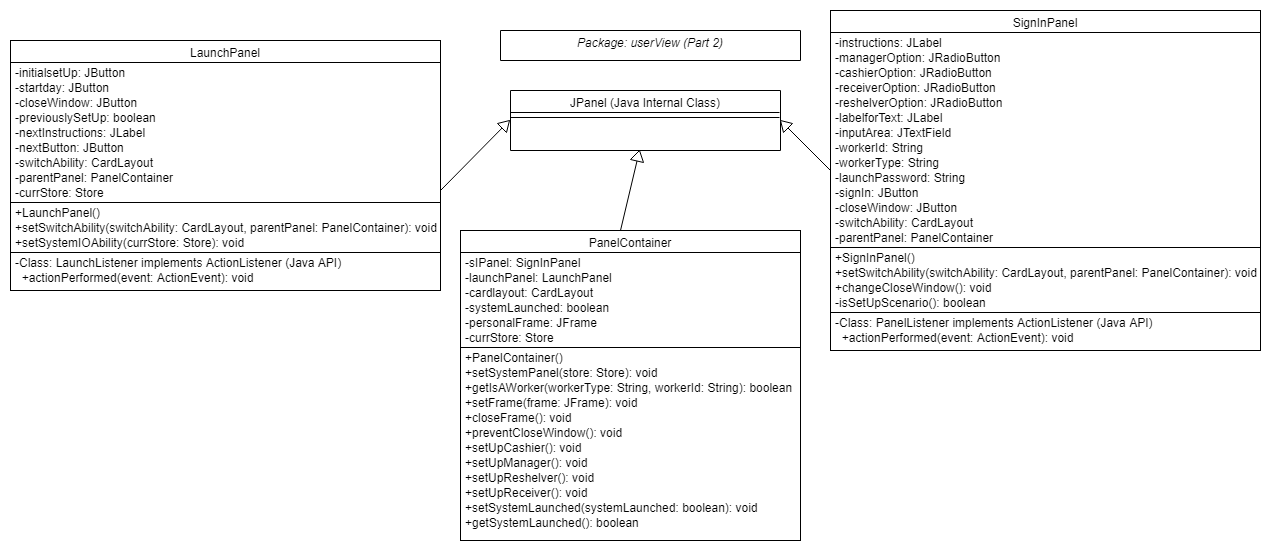 LaunchPanel
-initialsetUp: JButton
-startday: JButton
-closeWindow: JButton
-previouslySetUp: boolean
-nextInstructions: JLabel
-nextButton: JButton
-switchAbility: CardLayout
-parentPanel: PanelContainer
-currStore: Store
+LaunchPanel()
+setSwitchAbility(switchAbility: CardLayout, parentPanel: PanelContainer): void
+setSystemIOAbility(currStore: Store): void
-Class: LaunchListener implements ActionListener (Java API)
+actionPerformed(event: ActionEvent): void
Package: userView (Part 2)
JPanel (Java Internal Class)
PanelContainer
-sIPanel: SignInPanel
-launchPanel: LaunchPanel
-cardlayout: CardLayout
-systemLaunched: boolean
-personalFrame: JFrame
-currStore: Store
+PanelContainer()
+setSystemPanel(store: Store): void
+getIsAWorker(workerType: String, workerId: String): boolean
+setFrame(frame: JFrame): void
+closeFrame(): void
+preventCloseWindow(): void
+setUpCashier(): void
+setUpManager(): void
+setUpReshelver(): void
+setUpReceiver(): void
+setSystemLaunched(systemLaunched: boolean): void
+getSystemLaunched(): boolean
SignInPanel
-instructions: JLabel
-managerOption: JRadioButton
-cashierOption: JRadioButton
-receiverOption: JRadioButton
-reshelverOption: JRadioButton
-labelforText: JLabel
-inputArea: JTextField
-workerId: String
-workerType: String
-launchPassword: String
-signIn: JButton
-closeWindow: JButton
-switchAbility: CardLayout
-parentPanel: PanelContainer
+SignInPanel()
+setSwitchAbility(switchAbility: CardLayout, parentPanel: PanelContainer): void
+changeCloseWindow(): void
-isSetUpScenario(): boolean
-Class: PanelListener implements ActionListener (Java API)
+actionPerformed(event: ActionEvent): void